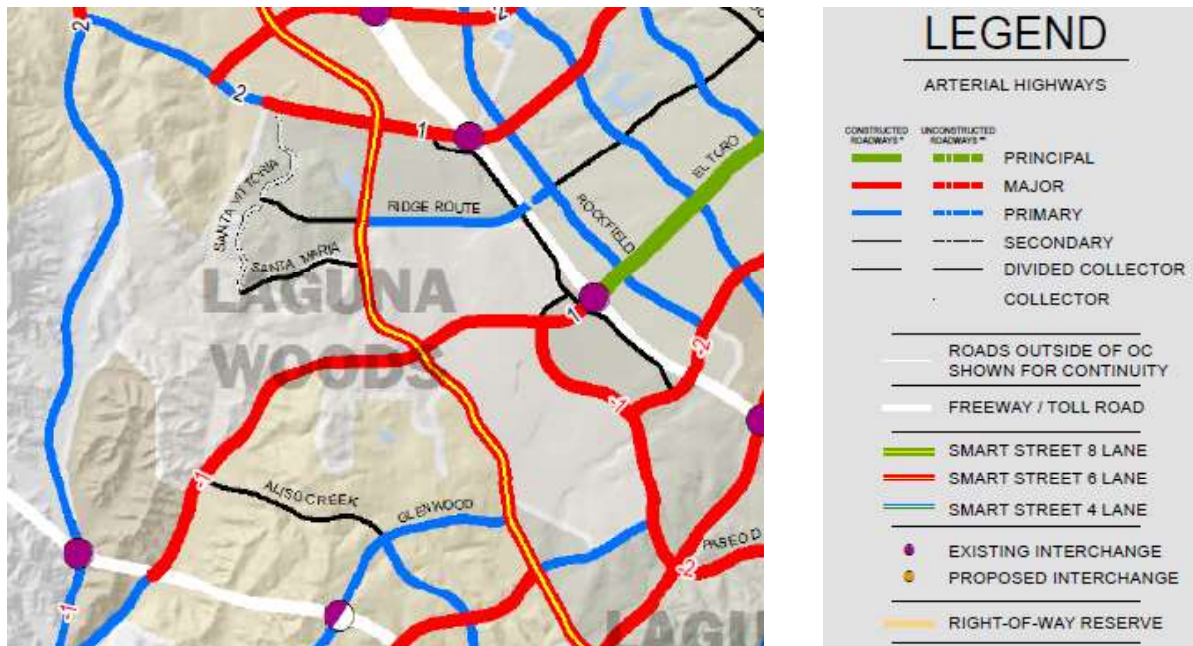 2
2
2
1
SANTA VITTORIA
RIDGE ROUTE
EL TORO
ROCKFIELD
SANTA MARIA
LAGUNA
WOODS
1
-2
-1
-1
ALISO CREEK
GLENWOOD
PASEO D
-2
-1
LAGU
LEGEND
ARTERIAL HIGHWAYS
CONSTRUCTED ROADWAYS * UNCONSTRUCTED ROADWAYS **
PRINCIPAL
MAJOR
PRIMARY
SECONDARY
DIVIDED COLLECTOR
COLLECTOR
ROADS OUTSIDE OF OC
SHOWN FOR CONTINUITY
FREEWAY / TOLL ROAD
SMART STREET 8 LANE
SMART STREET 6 LANE
SMART STREET 4 LANE
EXISTING INTERCHANGE
PROPOSED INTERCHANGE
RIGHT-OF-WAY RESERVE